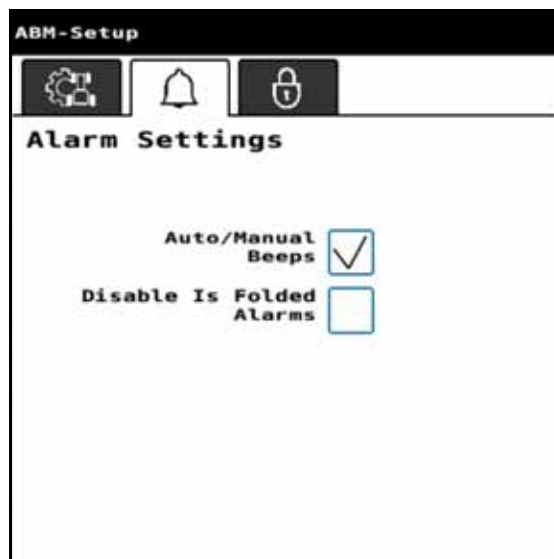 ABM-Setup
Alarm Settings
Auto/Manual
Beeps
Disable Is Folded
Alarms